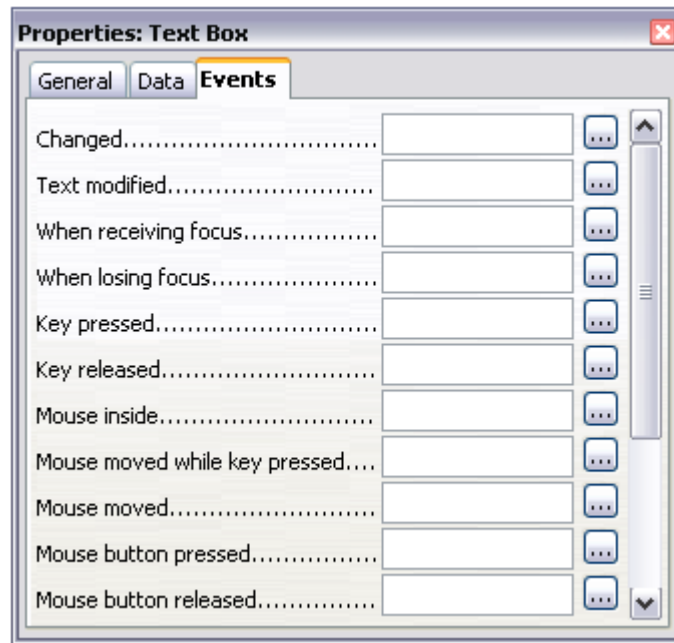 Properties: Text Box
General Data Events
Changed................................ ...
Text modified.......................... ...
When receiving focus................. ...
When losing focus..................... ...
Key pressed............................ ...
Key released........................... ...
Mouse inside........................... ...
Mouse moved while key pressed.... ...
Mouse moved.......................... ...
Mouse button pressed................ ...
Mouse button released............... ...